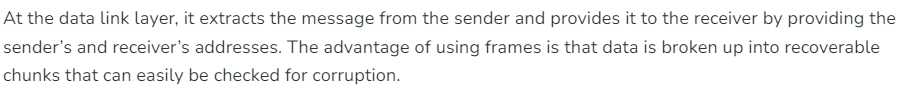 At the data link layer, it extracts the message from the sender and provides it to the receiver by providing the
sender’s and receiver’s addresses. The advantage of using frames is that data is broken up into recoverable
chunks that can easily be checked for corruption.